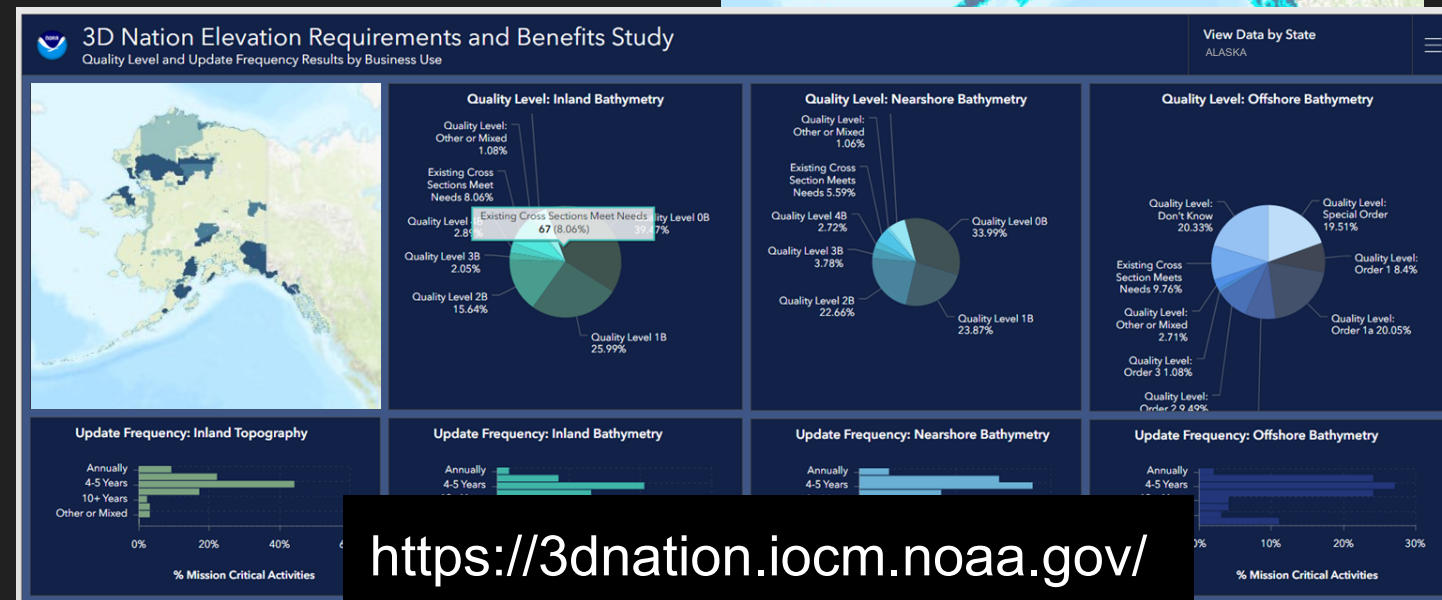 NOAA
3D Nation Elevation Requirements and Benefits Study
Quality Level and Update Frequency Results by Business Use
View Data by State
ALASKA
Quality Level: Inland Bathymetry
Quality Level:
Other or Mixed
1.08%
Existing Cross
Sections Meet
Needs 8.06%
Quality Level
2.89
Existing Cross Sections Meet Needs
67 (8.06%)
ity Level 0B
39.47%
Quality Level 3B
2.05%
Quality Level 2B
15.64%
Quality Level 1B
25.99%
Quality Level: Nearshore Bathymetry
Quality Level:
Other or Mixed
1.06%
Existing Cross
Section Meets
Needs 5.59%
Quality Level 4B
2.72%
Quality Level 3B
3.78%
Quality Level 2B
22.66%
Quality Level 0B
33.99%
Quality Level 1B
23.87%
Quality Level: Offshore Bathymetry
Quality Level:
Don't Know
20.33%
Existing Cross
Section Meets
Needs 9.76%
Quality Level:
Other or Mixed
2.71%
Quality Level:
Order 3 1.08%
Quality Level:
Order 2 9.49%
Quality Level:
Special Order
19.51%
Quality Level:
Order 1 8.4%
Quality Level:
Order 1a 20.05%
Update Frequency: Inland Topography
Annually
4-5 Years
10+ Years
Other or Mixed
0% 20% 40% 6
% Mission Critical Activities
Update Frequency: Inland Bathymetry
Annually
4-5 Years
Update Frequency: Nearshore Bathymetry
Annually
4-5 Years
Update Frequency: Offshore Bathymetry
Annually
4-5 Years
0% 10% 20% 30%
% Mission Critical Activities
https://3dnation.iocm.noaa.gov/